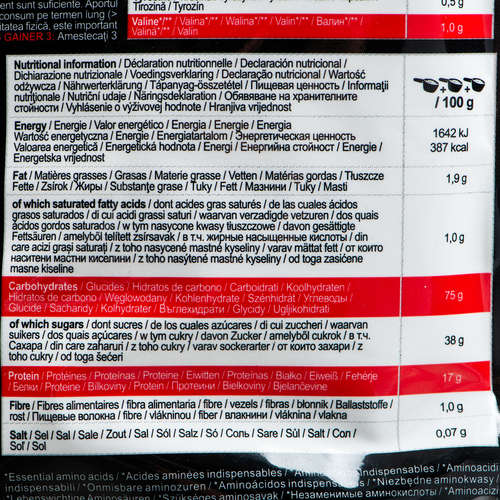 ent sunt suficiente. Aportul
consum pe termen lung (>
tatea fizică, este important
GAINER 3: Amestecați 3
Tirozină / Tyrozín
0,5 g
Valine*/** / Valina*/** / Walina*/** / Valin*/** / Валин*/** /
Valină*/** / Valín
1,0 g
Nutritional information / Déclaration nutritionnelle / Declaración nutricional /
Dichiarazione nutrizionale / Voedingsverklaring / Declaração nutricional / Wartość
odżywcza / Nährwerterklärung / Tápanyag-összetétel / Пищевая ценность / Informații
nutriționale / Nutrični udaje / Näringsdeklaration / Обявяване на хранителните
стойности / Vyhlásenie o výživovej hodnote / Hranjiva vrijednost
/ 100 g
Energy / Energie / Valor energético / Energia / Energie / Energia
Wartość energetyczna / Energie / Energiatartalom / Энергетическая ценность
Valoarea energetică / Energetická hodnota / Energi / Енергийна стойност / Energie /
Energetska vrijednost
1642 kJ
387 kcal
Fat / Matières grasses / Grasas / Materie grasse / Vetten / Matérias gordas / Tłuszcze
Fette / Zsírok / Жиры / Substanțe grase / Tuky / Fett / Мазнини / Tuky / Masti
1,9 g
of which saturated fatty acids / dont acides gras saturés / de las cuales ácidos
grasos saturados / di cui acidi grassi saturi / waarvan verzadigde vetzuren / dos quais
ácidos gordos saturados / w tym nasycone kwasy tłuszczowe / davon gesättigte
Fettsäuren / amelyből telített zsírsavak / в т.ч. жирные насыщенные кислоты / din
care acizi grași saturați / z toho nasycené mastné kyseliny / varav mättat fett / от които
наситени мастни киселини / z toho nasýtené mastné kyseliny / od toga zasićene
masne kiseline
1,0 g
Carbohydrates / Glucides / Hidratos de carbono / Carboidrati / Koolhydraten /
Hidratos de carbono / Węglowodany / Kohlenhydrate / Szénhidrát / Углеводы /
Glucide / Sacharidy / Kolhydrater / Въглехидрати / Glycidy / Ugljikohidrati
75 g
of which sugars / dont sucres / de los cuales azúcares / di cui zuccheri / waarvan
suikers / dos quais açúcares / w tym cukry / davon Zucker / amelyből cukrok / в т.ч.
Сахара / din care zaharuri / z toho cukry / varav sockerarter / от които захари / z
toho cukry / od toga šećeri
38 g
Protein / Protéines / Proteínas / Proteine / Eiwitten / Proteínas / Białko / Eiweiß / Fehérje
/ Белки / Proteine / Bílkoviny / Protein / Протеини / Bielkoviny / Bjelančevine
17 g
Fibre / Fibres alimentaires / fibra alimentaria / fibre / vezels / fibras / błonnik / Ballaststoffe /
rost / Пищевые волокна / fibre / vlákninou / fiber / влакнини / vláknina / vlakna
1,0 g
Salt / Sel / Sal / Sale / Zout / Sal / Sól / Salz / Só / Соль / Sare / Sůl / Salt / Сол /
Soľ / Sol
0,07 g
*Essential amino acids / *Acides aminées indispensables / *Aminoácidos
indispensabili / *Onmisbare aminozuren / *Aminoácidos indispensables / *Niezbędne aminokwasy